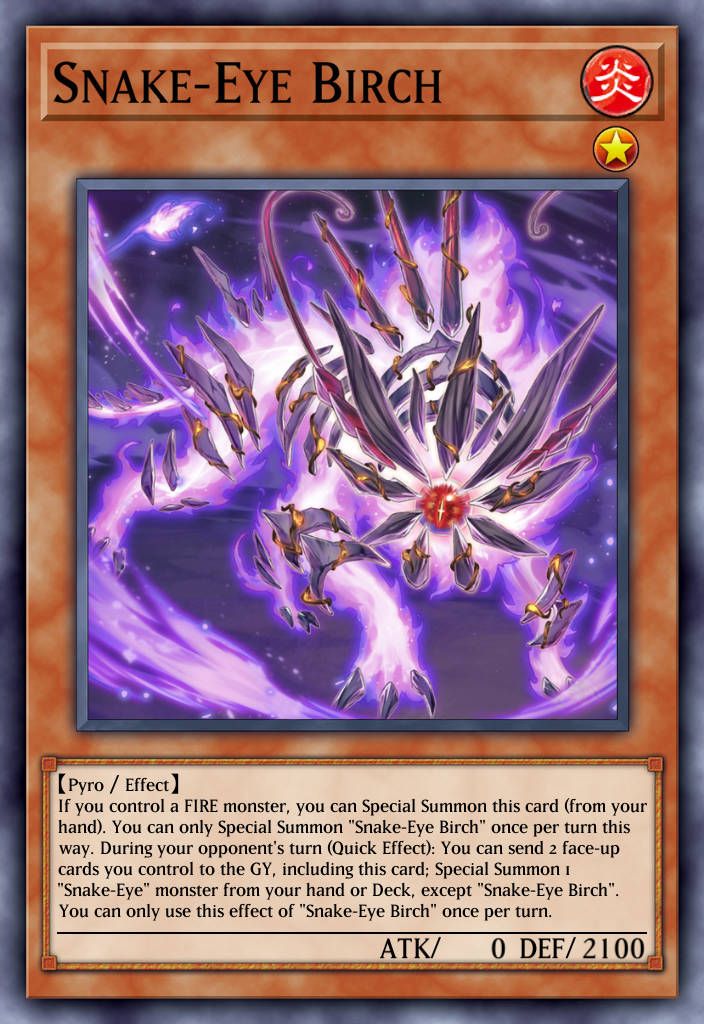 Snake-Eye Birch
炎
【Pyro / Effect】
If you control a FIRE monster, you can Special Summon this card (from your
hand). You can only Special Summon "Snake-Eye Birch" once per turn this
way. During your opponent's turn (Quick Effect): You can send 2 face-up
cards you control to the GY, including this card; Special Summon 1
"Snake-Eye" monster from your hand or Deck, except "Snake-Eye Birch".
You can only use this effect of "Snake-Eye Birch" once per turn.
ATK/ 0 DEF/ 2100